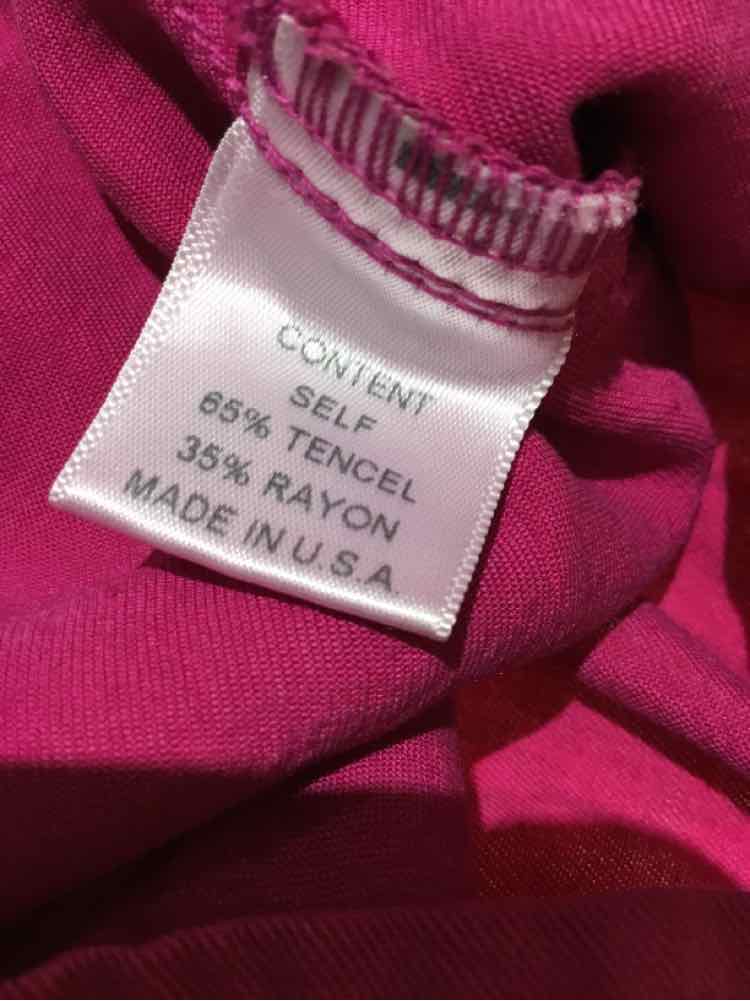 CONTENT
SELF
65% TENCEL
35% RAYON
MADE IN U.S.A.